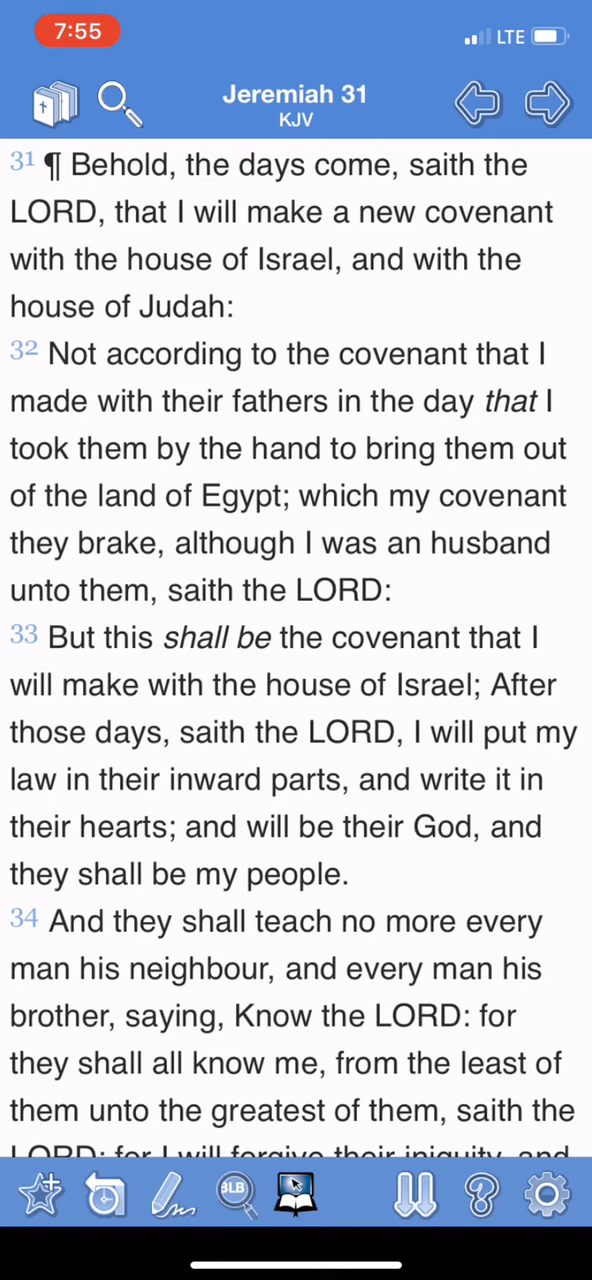 7:55
LTE
Jeremiah 31
KJV
31 ¶ Behold, the days come, saith the
LORD, that I will make a new covenant
with the house of Israel, and with the
house of Judah:
32 Not according to the covenant that I
made with their fathers in the day that I
took them by the hand to bring them out
of the land of Egypt; which my covenant
they brake, although I was an husband
unto them, saith the LORD:
33 But this shall be the covenant that I
will make with the house of Israel; After
those days, saith the LORD, I will put my
law in their inward parts, and write it in
their hearts; and will be their God, and
they shall be my people.
34 And they shall teach no more every
man his neighbour, and every man his
brother, saying, Know the LORD: for
they shall all know me, from the least of
them unto the greatest of them, saith the
LORD: for I will forgive their iniquity, and
BLB